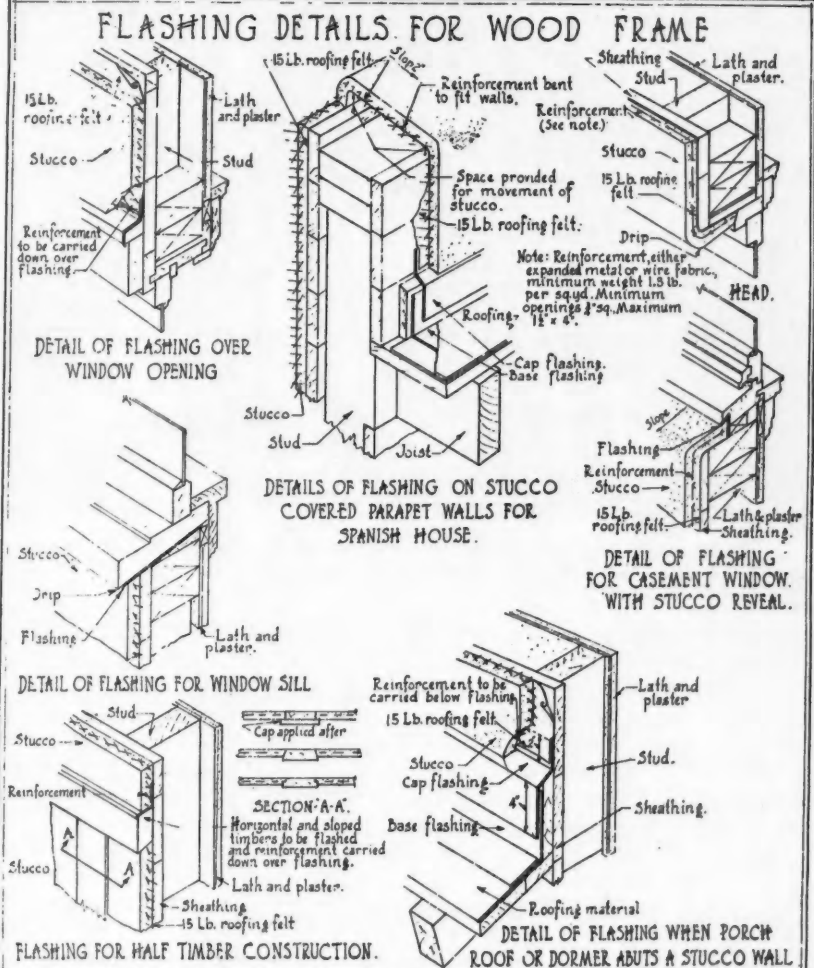 FLASHING DETAILS FOR WOOD FRAME
15 Lb.
roofing felt
Stucco
Reinforcement
to be carried
down over
flashing.
Lath
and plaster
Stud
DETAIL OF FLASHING OVER
WINDOW OPENING
15 Lb. roofing felt.
Slope
Reinforcement bent
to fit walls.
Space provided
for movement of
stucco.
15 Lb. roofing felt.
Note: Reinforcement, either
expanded metal or wire fabric,
minimum weight 1.8 lb.
per sq.yd. Minimum
openings ¾" sq., Maximum
1½" x 4".
Roofing
Cap flashing.
Base flashing
Stucco
Stud
Joist
DETAILS OF FLASHING ON STUCCO
COVERED PARAPET WALLS FOR
SPANISH HOUSE.
Sheathing
Stud
Lath and
plaster.
Reinforcement
(See note.)
Stucco
15 Lb. roofing
felt
Drip
HEAD.
Slope
Flashing
Reinforcement
Stucco
15 Lb.
roofing felt
Lath & plaster
Sheathing.
DETAIL OF FLASHING
FOR CASEMENT WINDOW.
WITH STUCCO REVEAL.
Stucco
Drip
Flashing
Lath and
plaster.
DETAIL OF FLASHING FOR WINDOW SILL
Stud
Stucco
Reinforcement
Stucco
A
A
Cap applied after
SECTION "A-A".
Horizontal and sloped
timbers to be flashed
and reinforcement carried
down over flashing.
Lath and plaster.
Sheathing
15 Lb. roofing felt
FLASHING FOR HALF TIMBER CONSTRUCTION.
Reinforcement to be
carried below flashing
15 Lb. roofing felt
Stucco
Cap flashing
4"
Base flashing
Lath and
plaster
Stud.
Sheathing.
Roofing material
DETAIL OF FLASHING WHEN PORCH
ROOF OR DORMER ABUTS A STUCCO WALL